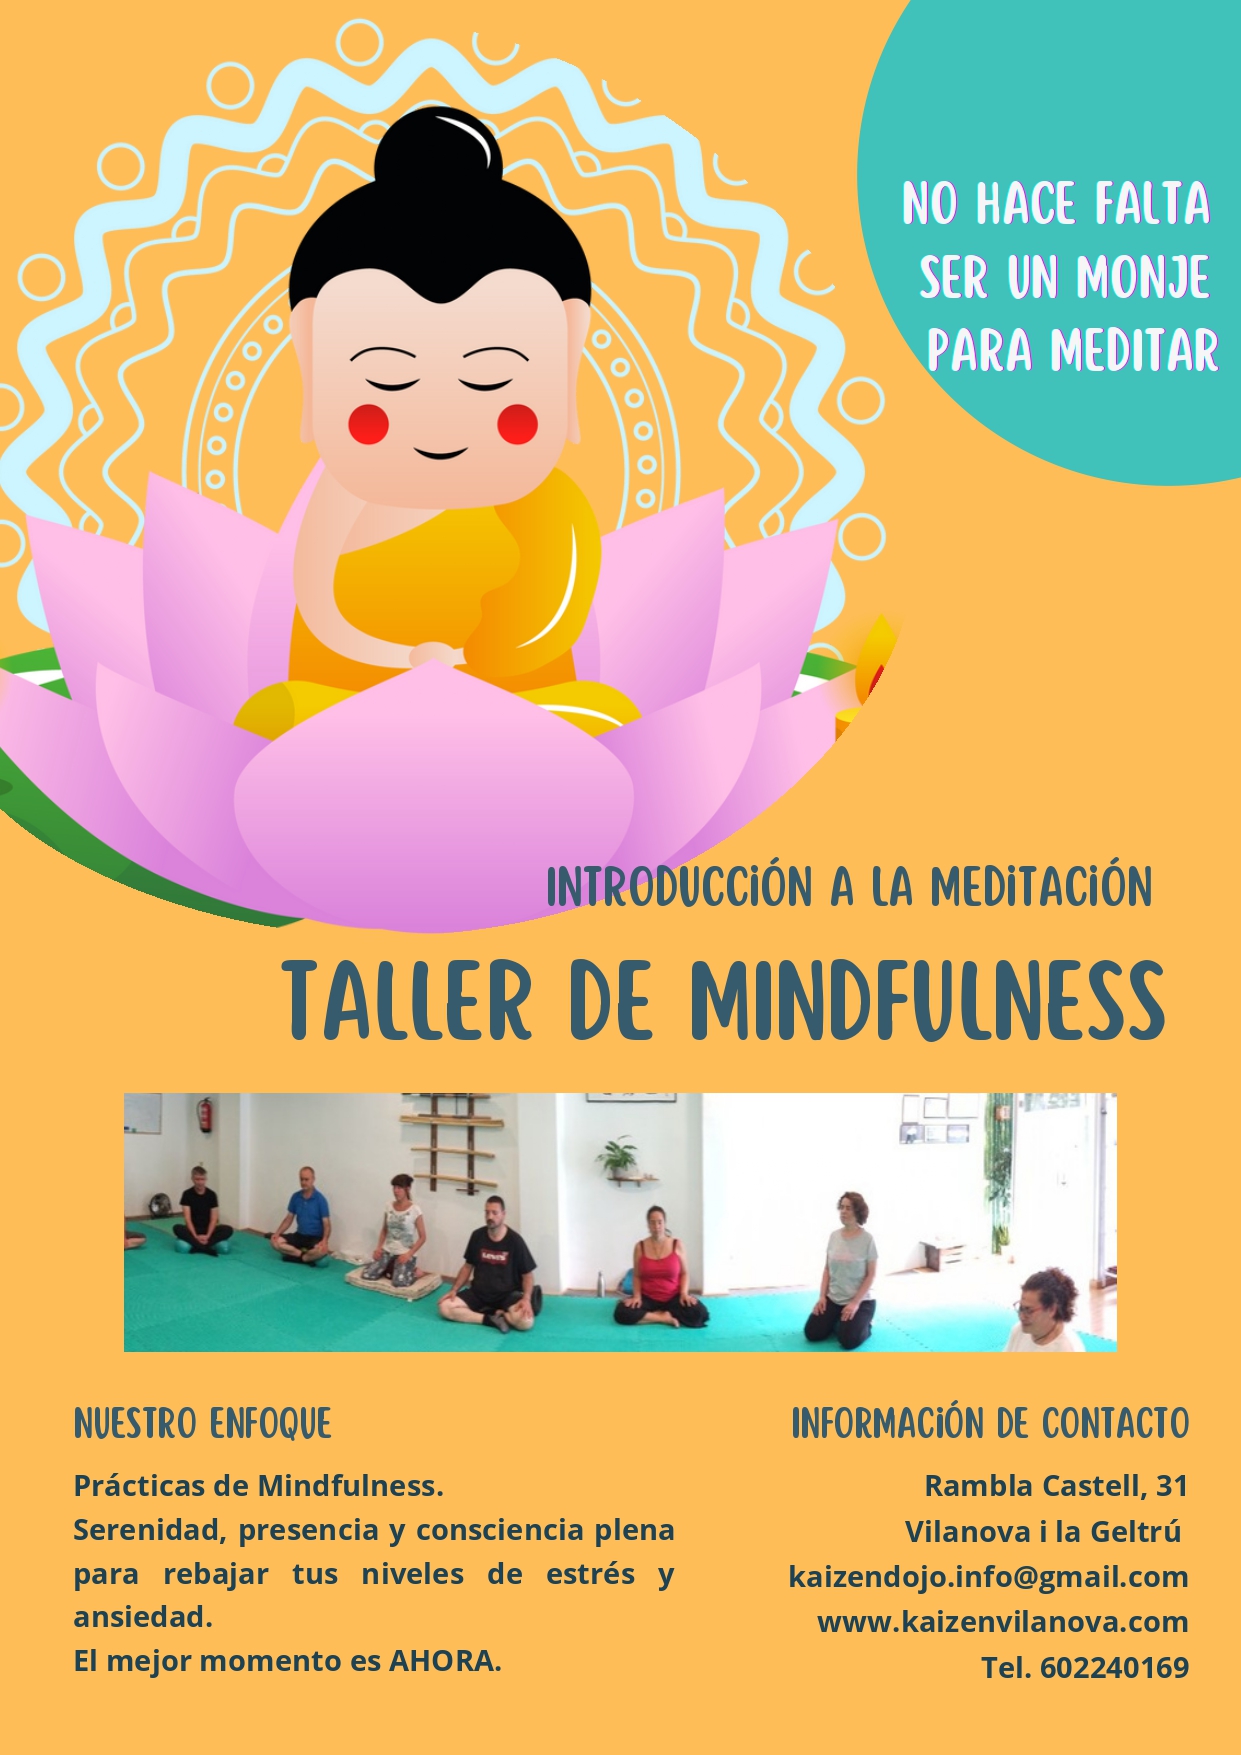 NO HACE FALTA
SER UN MONJE
PARA MEDITAR
INTRODUCCIÓN A LA MEDITACIÓN
TALLER DE MINDFULNESS
Levi's
NUESTRO ENFOQUE
Prácticas de Mindfulness.
Serenidad, presencia y consciencia plena
para rebajar tus niveles de estrés y
ansiedad.
El mejor momento es AHORA.
INFORMACIÓN DE CONTACTO
Rambla Castell, 31
Vilanova i la Geltrú
kaizendojo.info@gmail.com
www.kaizenvilanova.com
Tel. 602240169